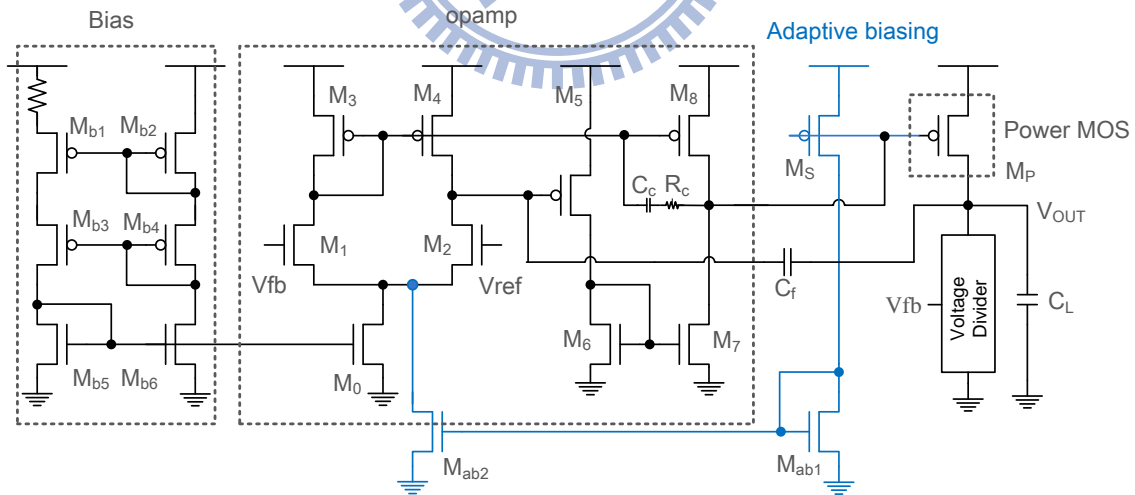 Bias
opamp
Adaptive biasing
M3
M4
M5
M8
Mb1
Mb2
MS
Power MOS
MP
Cc
Rc
VOUT
Mb3
Mb4
M1
M2
Vfb
Vref
Cf
Vfb
Voltage
Divider
CL
Mb5
Mb6
M0
M6
M7
Mab2
Mab1